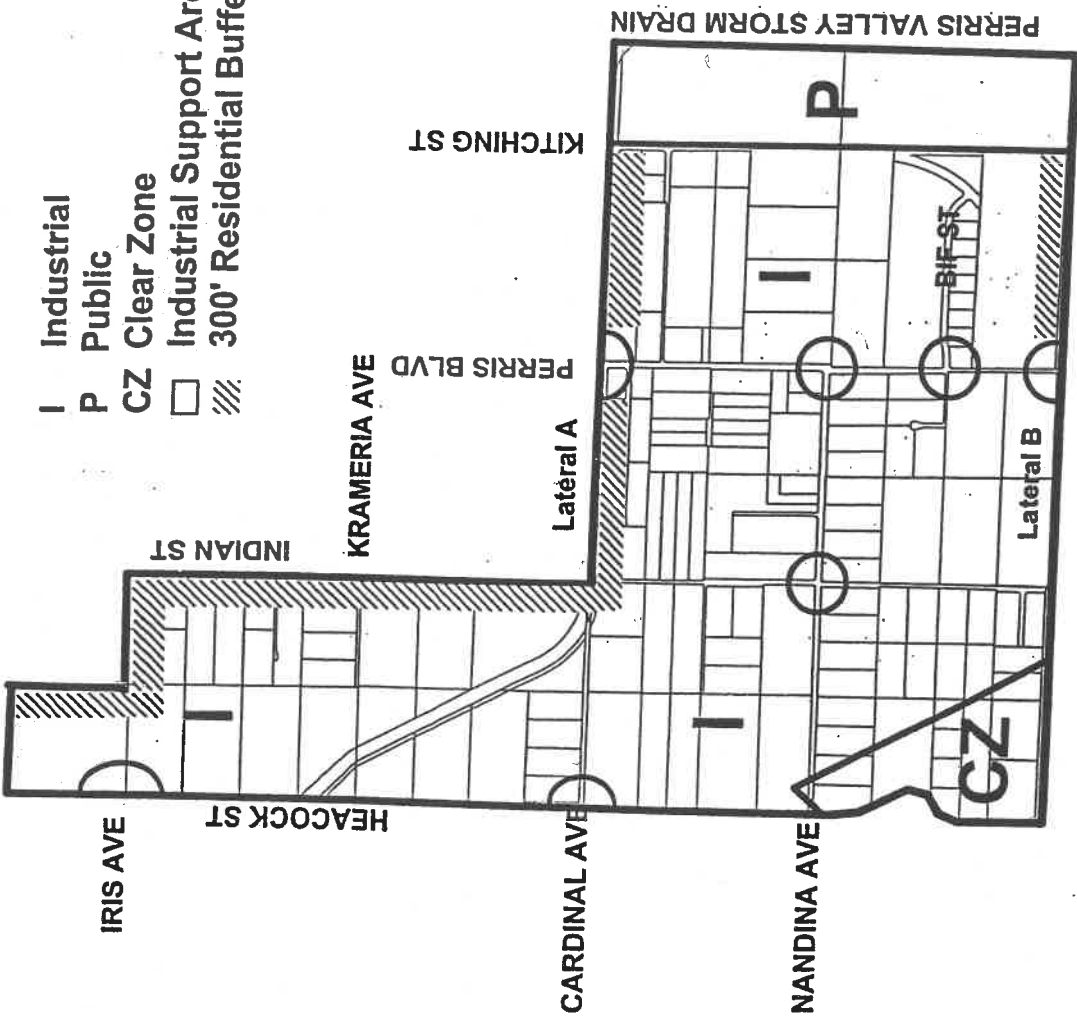 I Industrial
P Public
CZ Clear Zone
Industrial Support Are
300' Residential Buffe
PERRIS VALLEY STORM DRAIN
KITCHING ST
PERRIS BLVD
KRAMERIA AVE
INDIAN ST
Lateral A
IRIS AVE
HEACOCK ST
CARDINAL AVE
NANDINA AVE
BIF ST
Lateral B
P
I
I
I
CZ